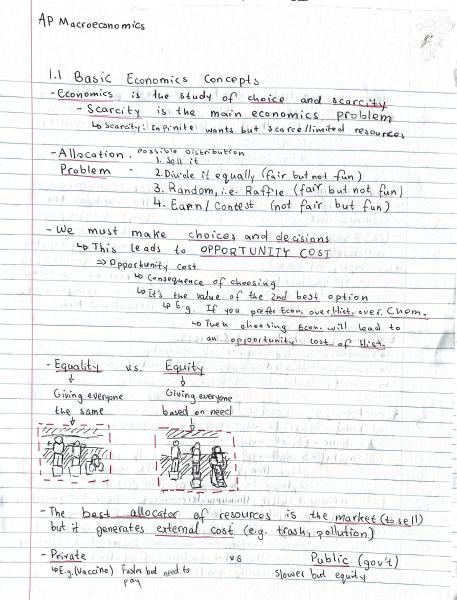 AP Macroeconomics
1.1 Basic Economics Concepts
- Economics is the study of choice and scarcity
- Scarcity is the main economics problem
↳ Scarcity: Infinite wants but scarce/limited resources
- Allocation Problem - Possible Distribution
1. Sell it
2. Divide it equally (fair but not fun)
3. Random, i.e. Raffle (fair but not fun)
4. Earn/Contest (not fair but fun)
- We must make choices and decisions
↳ This leads to OPPORTUNITY COST
⇒ Opportunity cost
↳ Consequence of choosing
↳ It's the value of the 2nd best option
↳ E.g. If you prefer Econ. over Hist. over Chem.
↳ Then choosing Econ. will lead to
an opportunity cost of Hist.
- Equality vs. Equity
↓ ↓
Giving everyone the same
Giving everyone based on need
↓ ↓
- The best allocator of resources is the market (to sell)
but it generates external cost (e.g. trash, pollution)
- Private vs Public (gov't)
↳ E.g. (Vaccine) Faster but need to pay
slower but equity